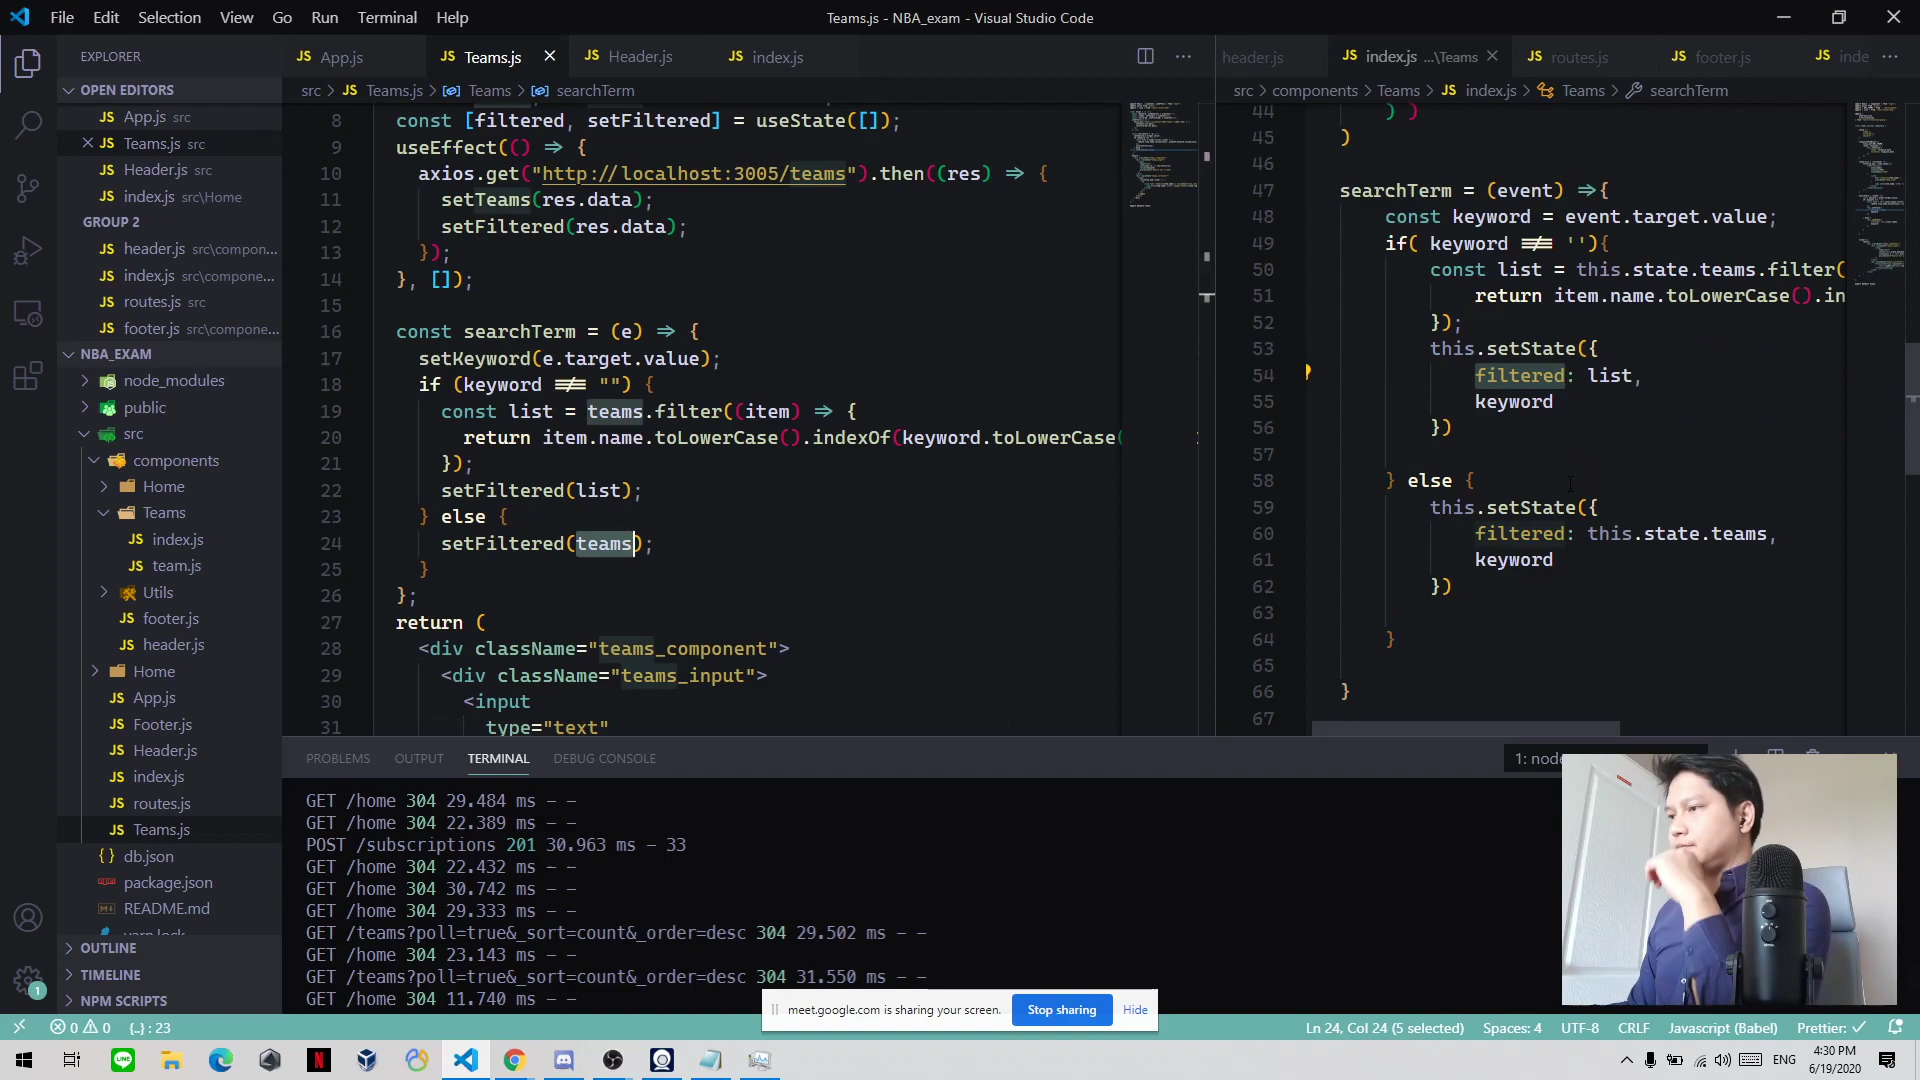 File Edit Selection View Go Run Terminal Help
Teams.js - NBA_exam - Visual Studio Code
EXPLORER
OPEN EDITORS
App.js src
Teams.js src
Header.js src
index.js src\Home
GROUP 2
header.js src\compon...
index.js src\compone...
routes.js src
footer.js src\compone...
NBA_EXAM
node_modules
public
src
components
Home
Teams
index.js
team.js
Utils
footer.js
header.js
Home
App.js
Footer.js
Header.js
index.js
routes.js
Teams.js
db.json
package.json
README.md
yarn.lock
OUTLINE
TIMELINE
NPM SCRIPTS
App.js Teams.js Header.js index.js
src > Teams.js > Teams > searchTerm
8 const [filtered, setFiltered] = useState([]);
9 useEffect(() => {
10 axios.get("http://localhost:3005/teams").then((res) => {
11 setTeams(res.data);
12 setFiltered(res.data);
13 });
14 }, []);
15
16 const searchTerm = (e) => {
17 setKeyword(e.target.value);
18 if (keyword !== "") {
19 const list = teams.filter((item) => {
20 return item.name.toLowerCase().indexOf(keyword.toLowerCase(
21 });
22 setFiltered(list);
23 } else {
24 setFiltered(teams);
25 }
26 };
27 return (
28 <div className="teams_component">
29 <div className="teams_input">
30 <input
31 type="text"
header.js index.js ...\Teams routes.js footer.js inde
src > components > Teams > index.js > Teams > searchTerm
44 ) )
45 )
46
47 searchTerm = (event) =>{
48 const keyword = event.target.value;
49 if( keyword !== ''){
50 const list = this.state.teams.filter(
51 return item.name.toLowerCase().in
52 });
53 this.setState({
54 filtered: list,
55 keyword
56 })
57
58 } else {
59 this.setState({
60 filtered: this.state.teams,
61 keyword
62 })
63
64 }
65
66 }
67
PROBLEMS OUTPUT TERMINAL DEBUG CONSOLE
1: node
GET /home 304 29.484 ms - -
GET /home 304 22.389 ms - -
POST /subscriptions 201 30.963 ms - 33
GET /home 304 22.432 ms - -
GET /home 304 30.742 ms - -
GET /home 304 29.333 ms - -
GET /teams?poll=true&_sort=count&_order=desc 304 29.502 ms - -
GET /home 304 23.143 ms - -
GET /teams?poll=true&_sort=count&_order=desc 304 31.550 ms - -
GET /home 304 11.740 ms - -
meet.google.com is sharing your screen. Stop sharing Hide
1
0 0 {..} : 23
Ln 24, Col 24 (5 selected) Spaces: 4 UTF-8 CRLF Javascript (Babel) Prettier: ✓
LINE
N
ENG
4:30 PM
6/19/2020